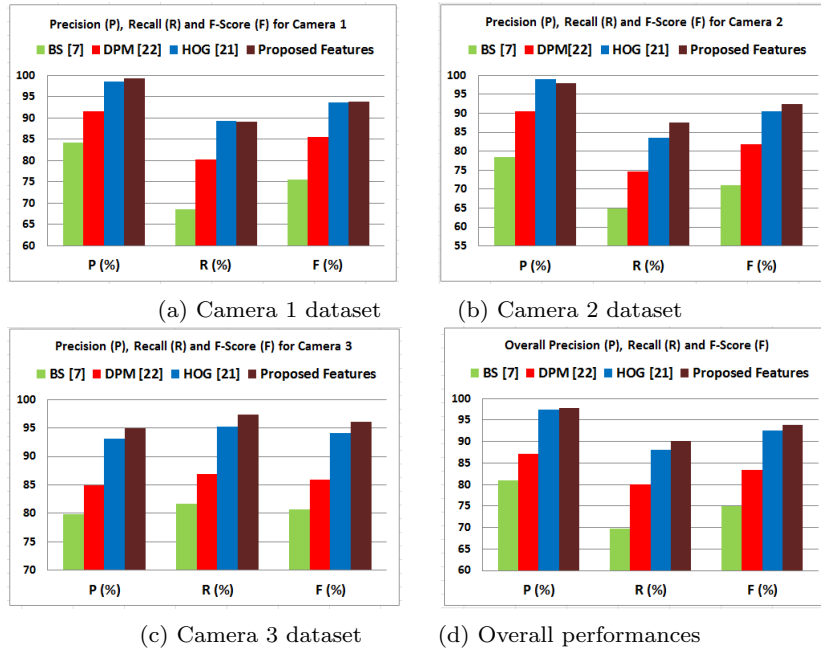 Precision (P), Recall (R) and F-Score (F) for Camera 1
BS [7] DPM [22] HOG [21] Proposed Features
100
95
90
85
80
75
70
65
60
P (%) R (%) F (%)
(a) Camera 1 dataset
Precision (P), Recall (R) and F-Score (F) for Camera 2
BS [7] DPM[22] HOG [21] Proposed Features
100
95
90
85
80
75
70
65
60
55
P (%) R (%) F (%)
(b) Camera 2 dataset
Precision (P), Recall (R) and F-Score (F) for Camera 3
BS [7] DPM [22] HOG [21] Proposed Features
100
95
90
85
80
75
70
P (%) R (%) F (%)
(c) Camera 3 dataset
Overall Precision (P), Recall (R) and F-Score (F)
BS [7] DPM [22] HOG [21] Proposed Features
100
95
90
85
80
75
70
65
60
P (%) R (%) F (%)
(d) Overall performances